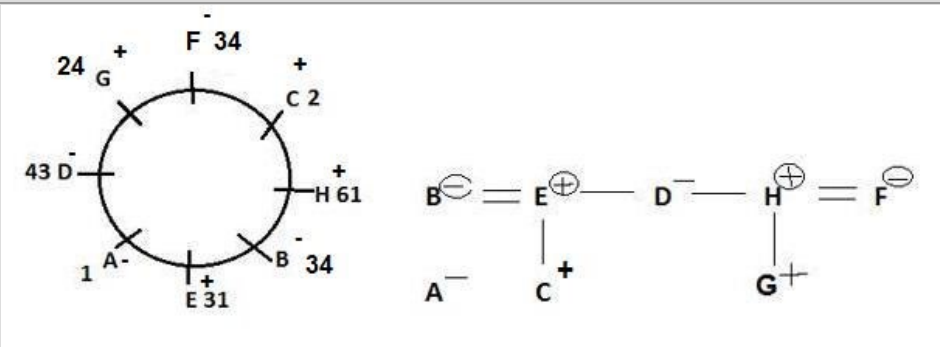 F⁻ 34
24 G⁺
C⁺ 2
43 D⁻
H⁺ 61
1 A-
B⁻ 34
E⁺ 31
B⊖ = E⊕ — D⁻ — H⊕ = F⊖
A⁻ C⁺ G⁺